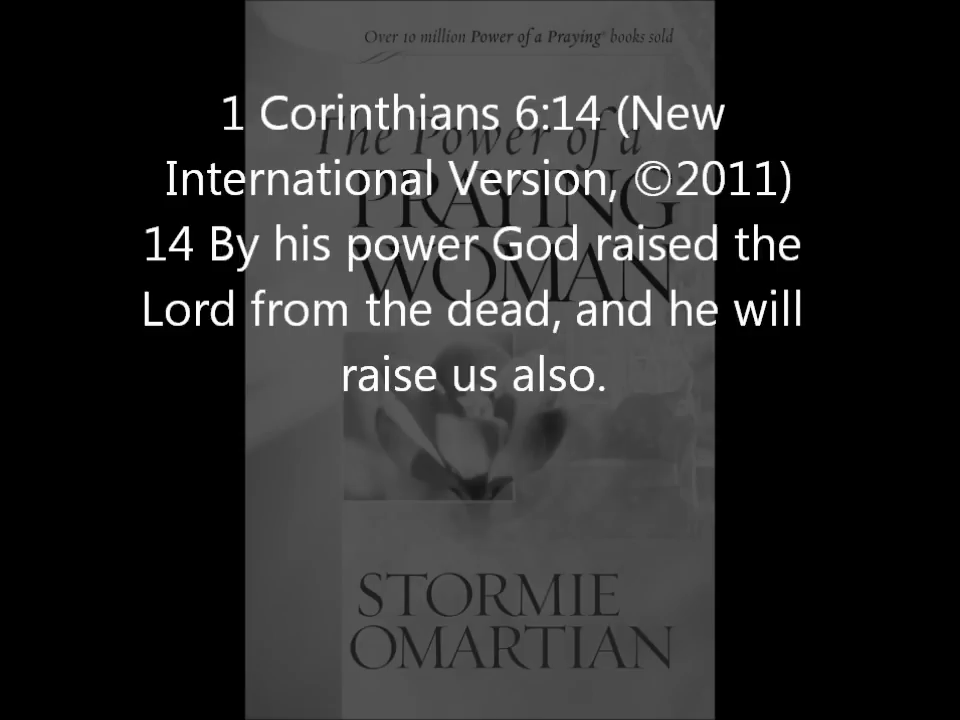 Over 10 million Power of a Praying® books sold
1 Corinthians 6:14 (New
The Power of a
International Version, ©2011)
PRAYING
14 By his power God raised the
WOMAN
Lord from the dead, and he will
raise us also.
STORMIE
OMARTIAN